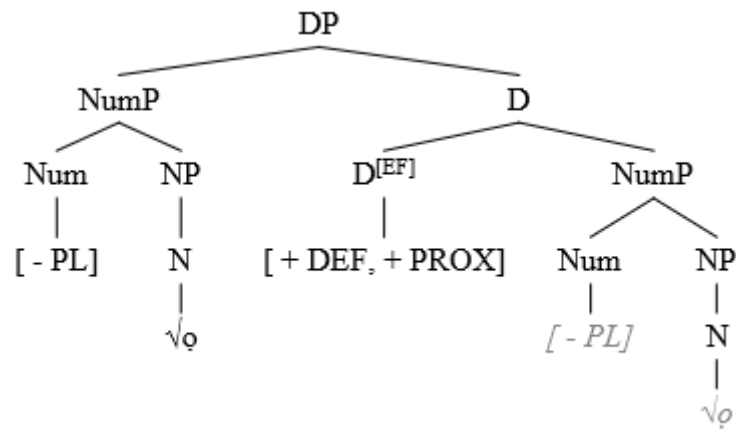 DP
NumP D
Num NP D[EF] NumP
[ - PL] N [ + DEF, + PROX] Num NP
√ọ [ - PL] N
√ọ